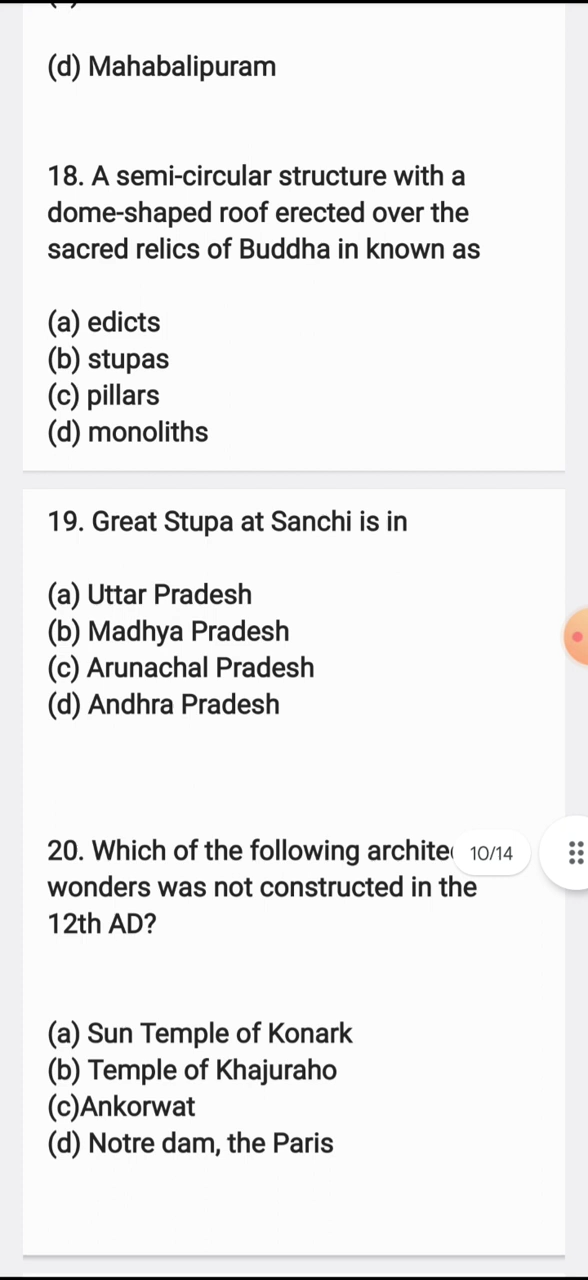 (d) Mahabalipuram
18. A semi-circular structure with a
dome-shaped roof erected over the
sacred relics of Buddha in known as
(a) edicts
(b) stupas
(c) pillars
(d) monoliths
19. Great Stupa at Sanchi is in
(a) Uttar Pradesh
(b) Madhya Pradesh
(c) Arunachal Pradesh
(d) Andhra Pradesh
20. Which of the following archite 10/14
wonders was not constructed in the
12th AD?
(a) Sun Temple of Konark
(b) Temple of Khajuraho
(c)Ankorwat
(d) Notre dam, the Paris